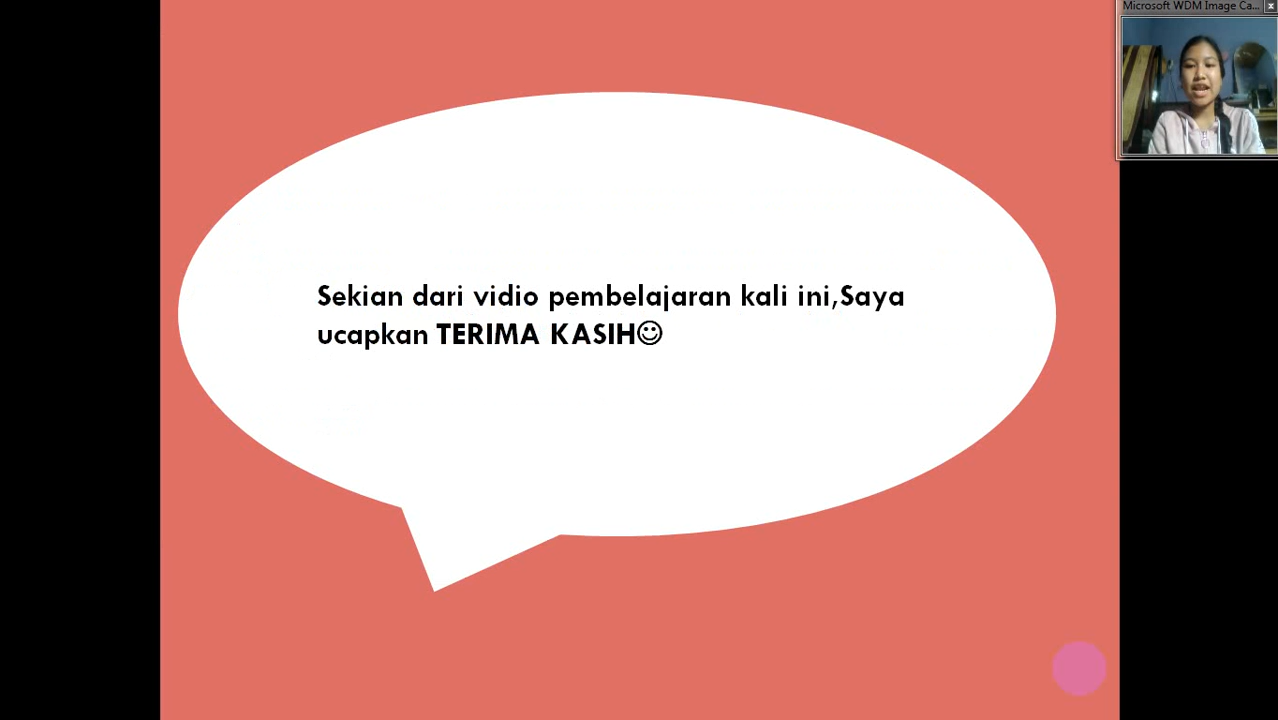 Microsoft WDM Image Ca... x
Sekian dari vidio pembelajaran kali ini,Saya
ucapkan TERIMA KASIH☺